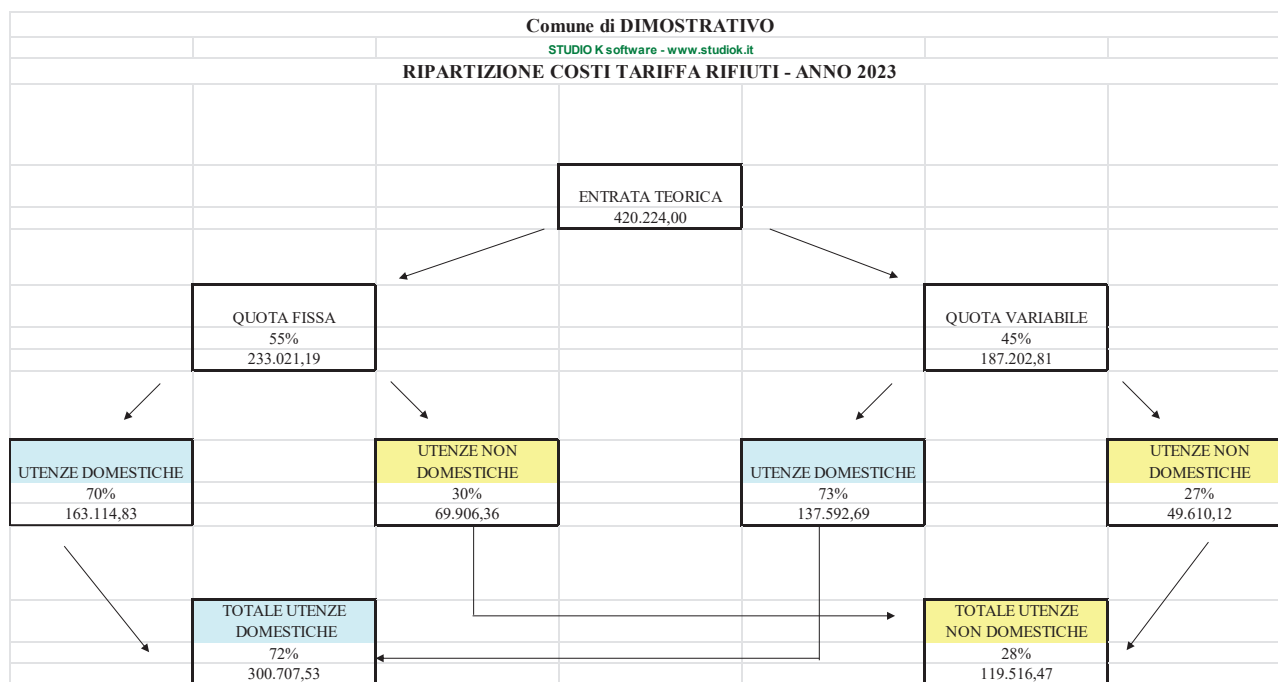 Comune di DIMOSTRATIVO
STUDIO K software - www.studiok.it
RIPARTIZIONE COSTI TARIFFA RIFIUTI - ANNO 2023
ENTRATA TEORICA
420.224,00
QUOTA FISSA
55%
233.021,19
QUOTA VARIABILE
45%
187.202,81
UTENZE DOMESTICHE
70%
163.114,83
UTENZE NON
DOMESTICHE
30%
69.906,36
UTENZE DOMESTICHE
73%
137.592,69
UTENZE NON
DOMESTICHE
27%
49.610,12
TOTALE UTENZE
DOMESTICHE
72%
300.707,53
TOTALE UTENZE
NON DOMESTICHE
28%
119.516,47